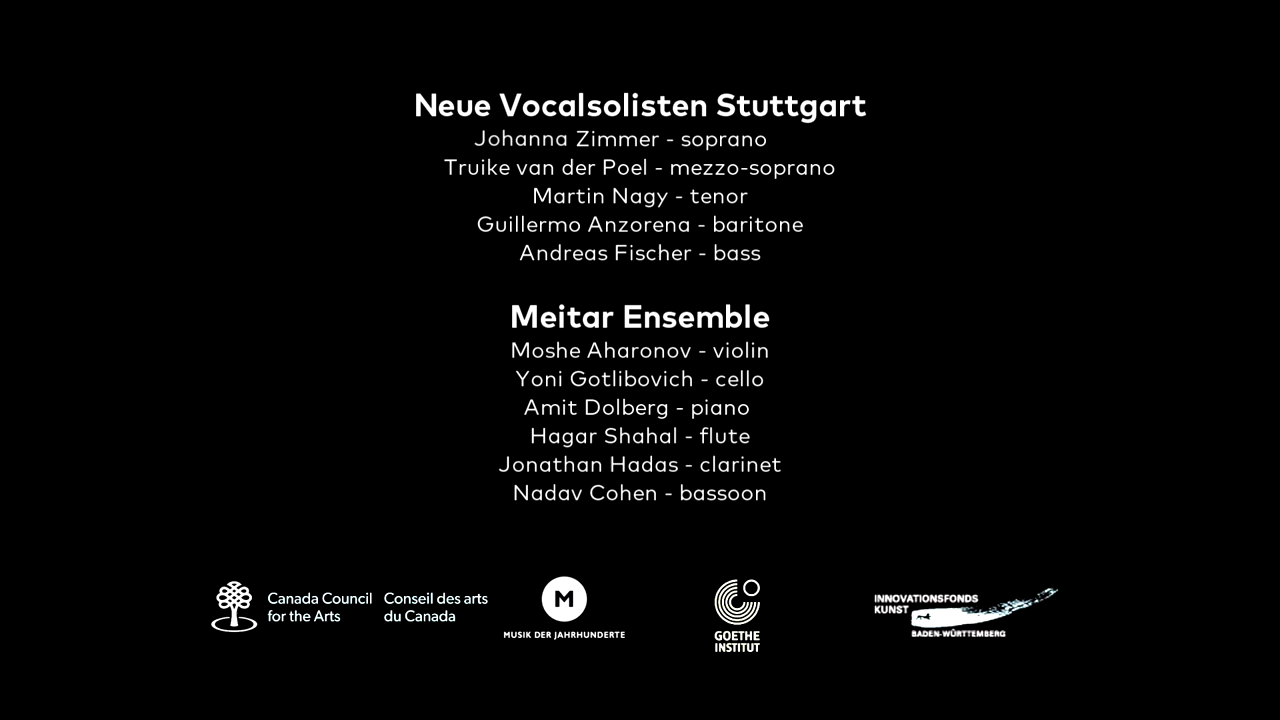 Neue Vocalsolisten Stuttgart
Johanna Zimmer - soprano
Truike van der Poel - mezzo-soprano
Martin Nagy - tenor
Guillermo Anzorena - baritone
Andreas Fischer - bass
Meitar Ensemble
Moshe Aharonov - violin
Yoni Gotlibovich - cello
Amit Dolberg - piano
Hagar Shahal - flute
Jonathan Hadas - clarinet
Nadav Cohen - bassoon
Canada Council
for the Arts
Conseil des arts
du Canada
M
MUSIK DER JAHRHUNDERTE
GOETHE
INSTITUT
INNOVATIONSFONDS
KUNST
BADEN-WÜRTTEMBERG